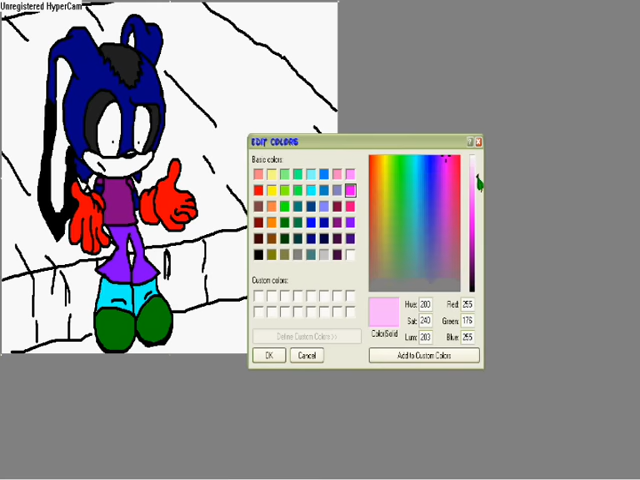 Unregistered HyperCam
EDIT COLORS
Basic colors:
Custom colors:
Define Custom Colors >>
OK
Cancel
Color|Solid
Hue: 200
Sat: 240
Lum: 203
Red: 255
Green: 176
Blue: 255
Add to Custom Colors